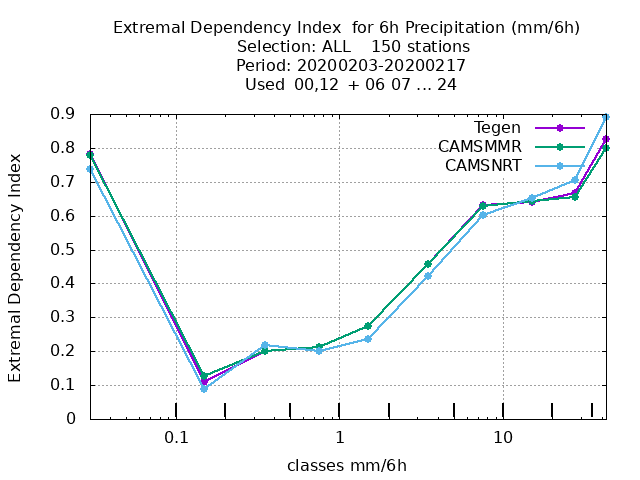 Extremal Dependency Index for 6h Precipitation (mm/6h)
Selection: ALL 150 stations
Period: 20200203-20200217
Used 00,12 + 06 07 ... 24
Tegen
CAMSMMR
CAMSNRT
Extremal Dependency Index
0.9
0.8
0.7
0.6
0.5
0.4
0.3
0.2
0.1
0
0.1 1 10
classes mm/6h